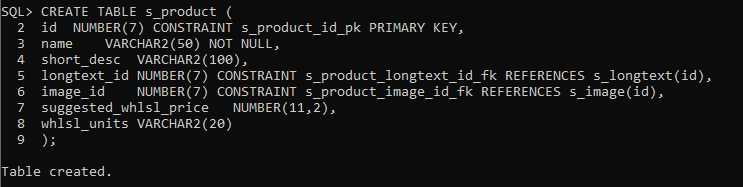 SQL> CREATE TABLE s_product (
  2  id  NUMBER(7) CONSTRAINT s_product_id_pk PRIMARY KEY,
  3  name    VARCHAR2(50) NOT NULL,
  4  short_desc  VARCHAR2(100),
  5  longtext_id NUMBER(7) CONSTRAINT s_product_longtext_id_fk REFERENCES s_longtext(id),
  6  image_id    NUMBER(7) CONSTRAINT s_product_image_id_fk REFERENCES s_image(id),
  7  suggested_whlsl_price   NUMBER(11,2),
  8  whlsl_units VARCHAR2(20)
  9  );
Table created.